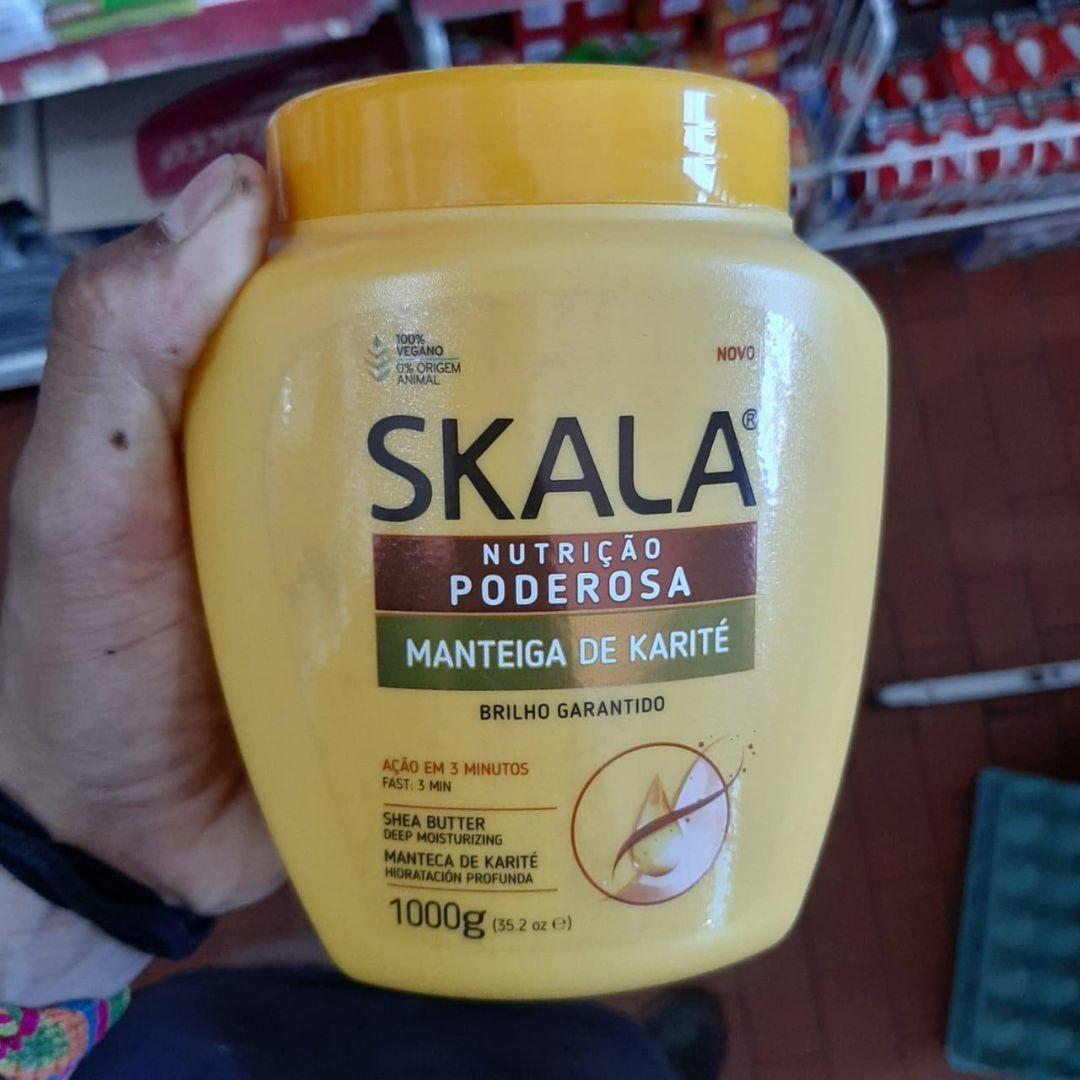 100%
VEGANO
0% ORIGEM
ANIMAL
NOVO
SKALA®
NUTRIÇÃO
PODEROSA
MANTEIGA DE KARITÉ
BRILHO GARANTIDO
AÇÃO EM 3 MINUTOS
FAST: 3 MIN
SHEA BUTTER
DEEP MOISTURIZING
MANTECA DE KARITÉ
HIDRATACIÓN PROFUNDA
1000g (35.2 oz ℮)